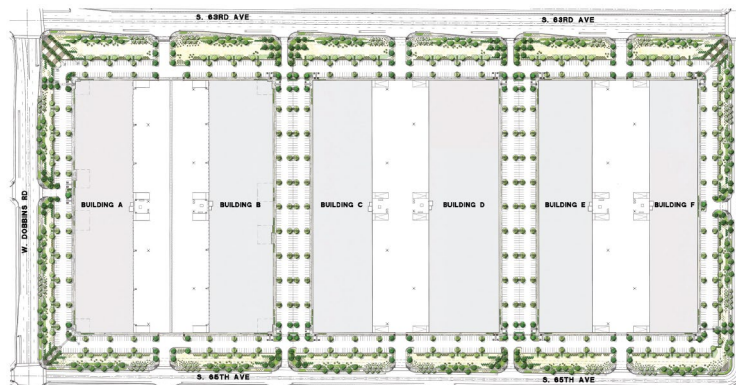 S. 63RD AVE
S. 63RD AVE
W. DOBBINS RD
BUILDING A
BUILDING B
BUILDING C
BUILDING D
BUILDING E
BUILDING F
S. 65TH AVE
S. 65TH AVE